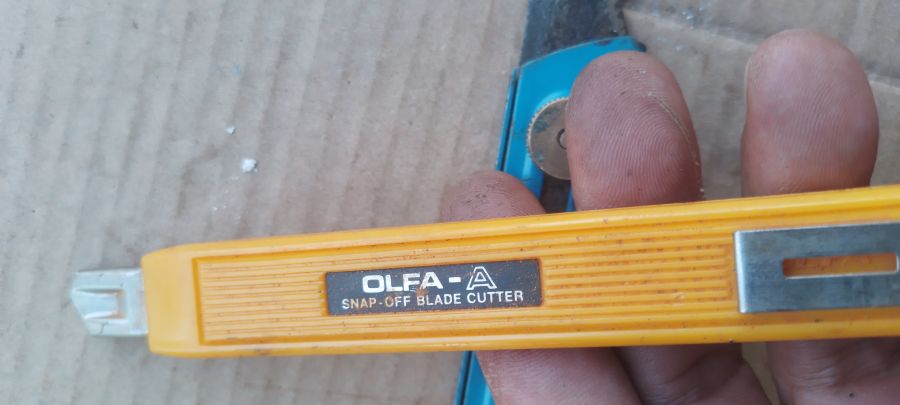 OLFA-A
SNAP-OFF BLADE CUTTER